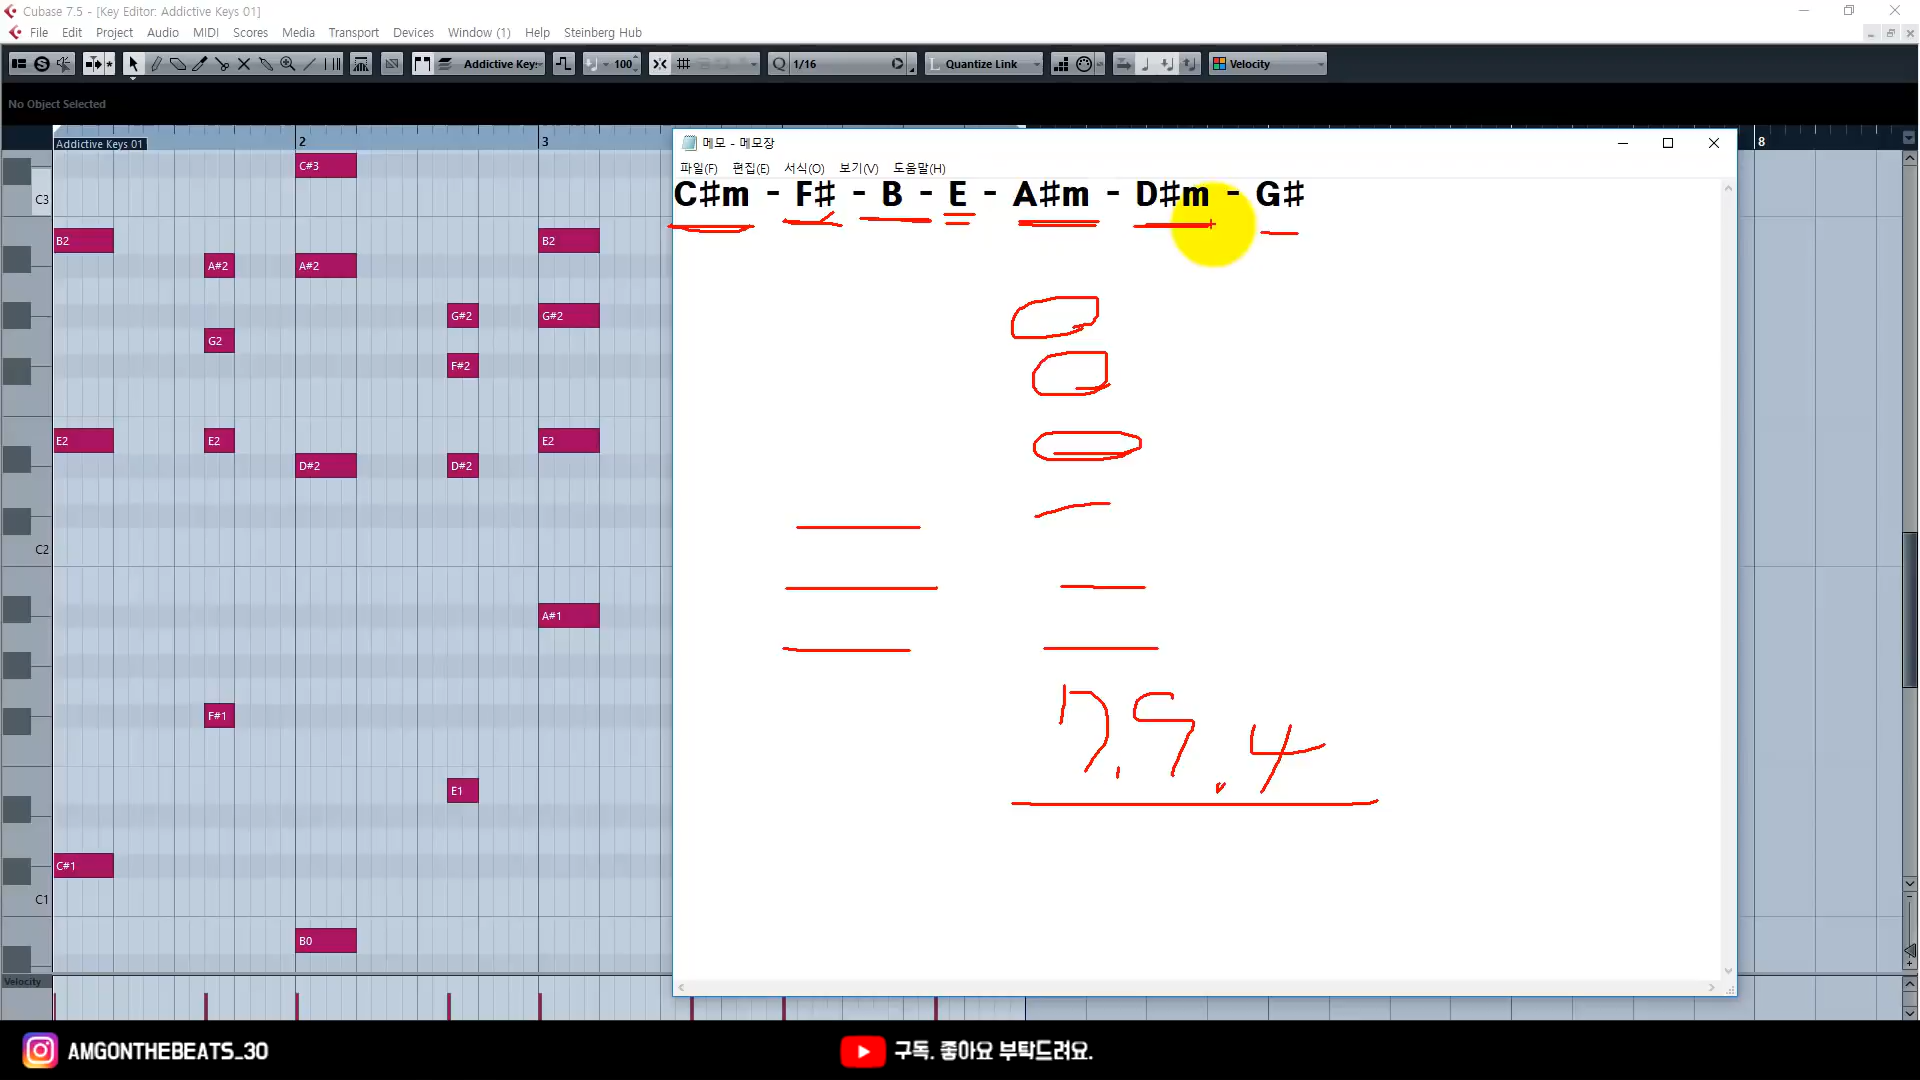 Cubase 7.5 - [Key Editor: Addictive Keys 01]
File Edit Project Audio MIDI Scores Media Transport Devices Window (1) Help Steinberg Hub
Addictive Key: 100 Q 1/16 L Quantize Link Velocity
No Object Selected
2 3 8
Addictive Keys 01
메모 - 메모장
파일(F) 편집(E) 서식(O) 보기(V) 도움말(H)
C#m - F# - B - E - A#m - D#m - G#
C#3
C3
B2 B2
A#2 A#2
G#2 G#2
G2
F#2
E2 E2 E2
D#2 D#2
C2
A#1
F#1
7, 9, 4
E1
C#1
C1
B0
Velocity
AMGONTHEBEATS_30
구독. 좋아요 부탁드려요.